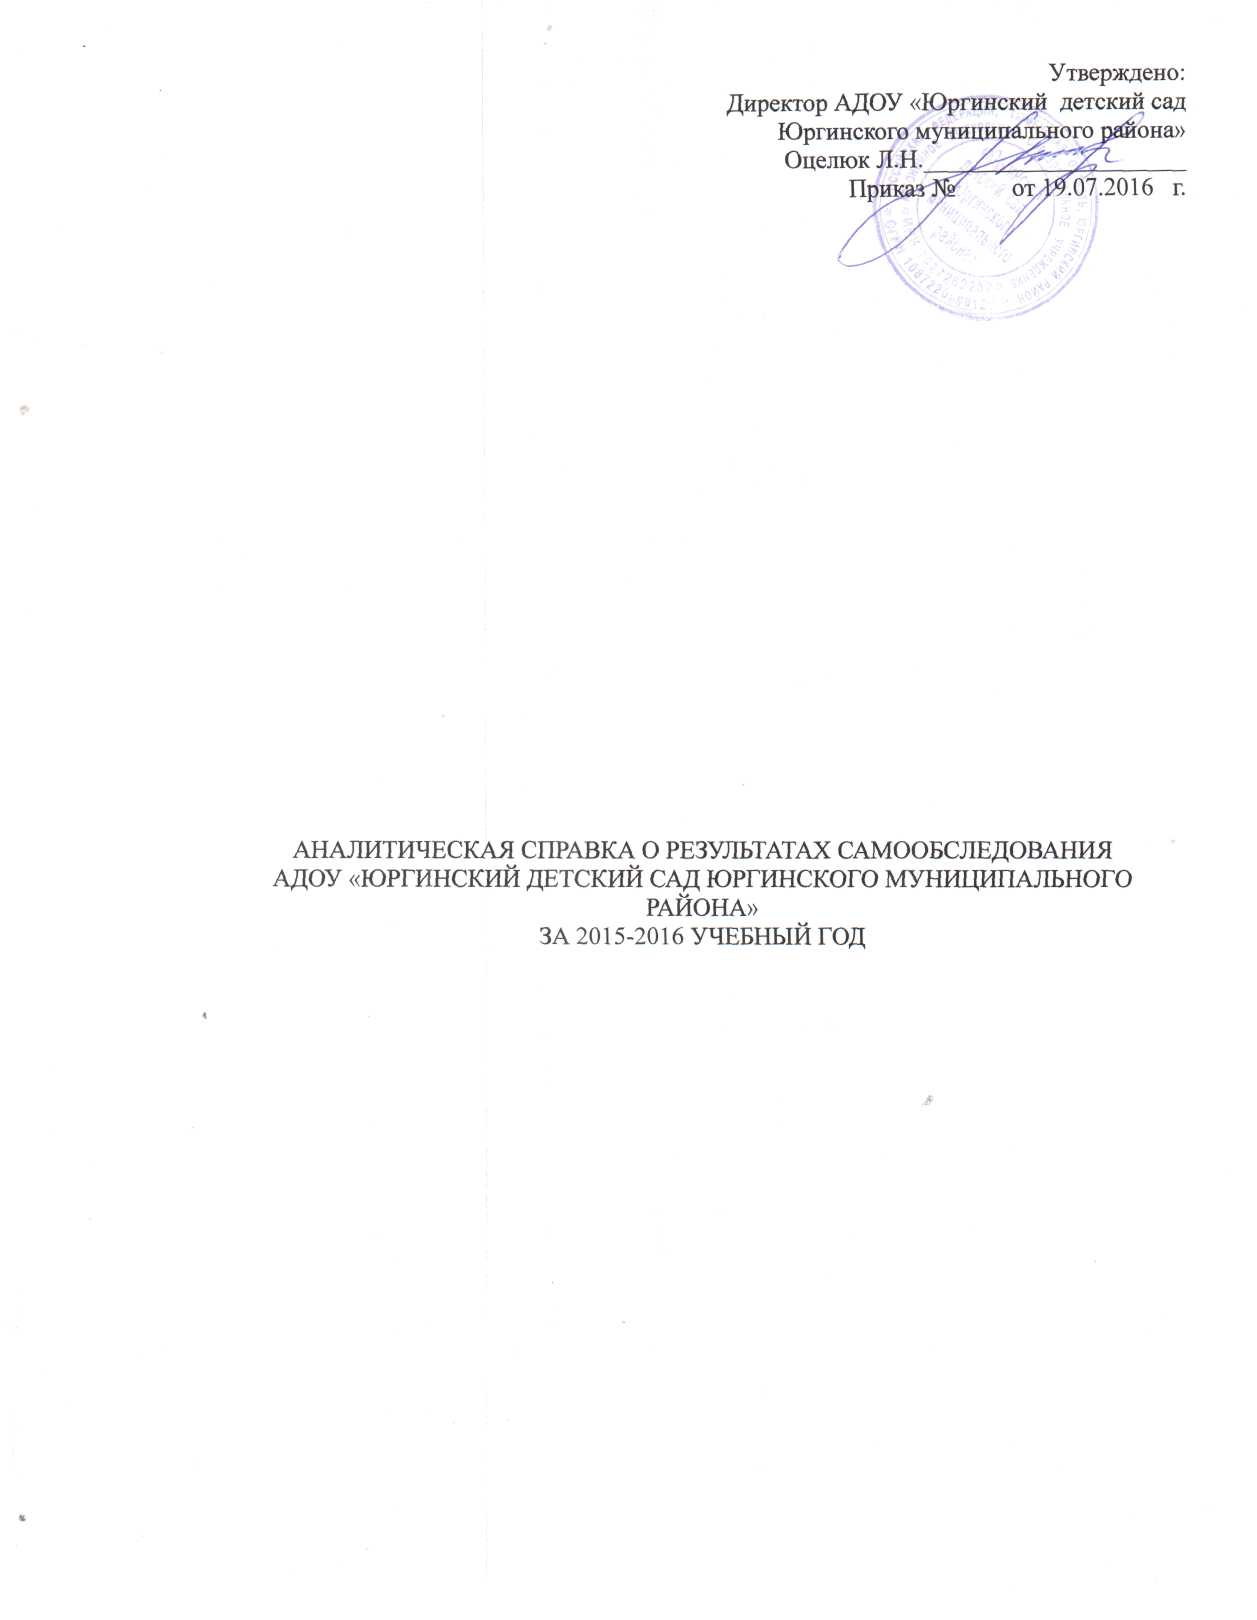 Утверждено:
Директор АДОУ «Юргинский детский сад
Юргинского муниципального района»
Оцелюк Л.Н.____________________
Приказ № от 19.07.2016 г.
АНАЛИТИЧЕСКАЯ СПРАВКА О РЕЗУЛЬТАТАХ САМООБСЛЕДОВАНИЯ
АДОУ «ЮРГИНСКИЙ ДЕТСКИЙ САД ЮРГИНСКОГО МУНИЦИПАЛЬНОГО
РАЙОНА»
ЗА 2015-2016 УЧЕБНЫЙ ГОД